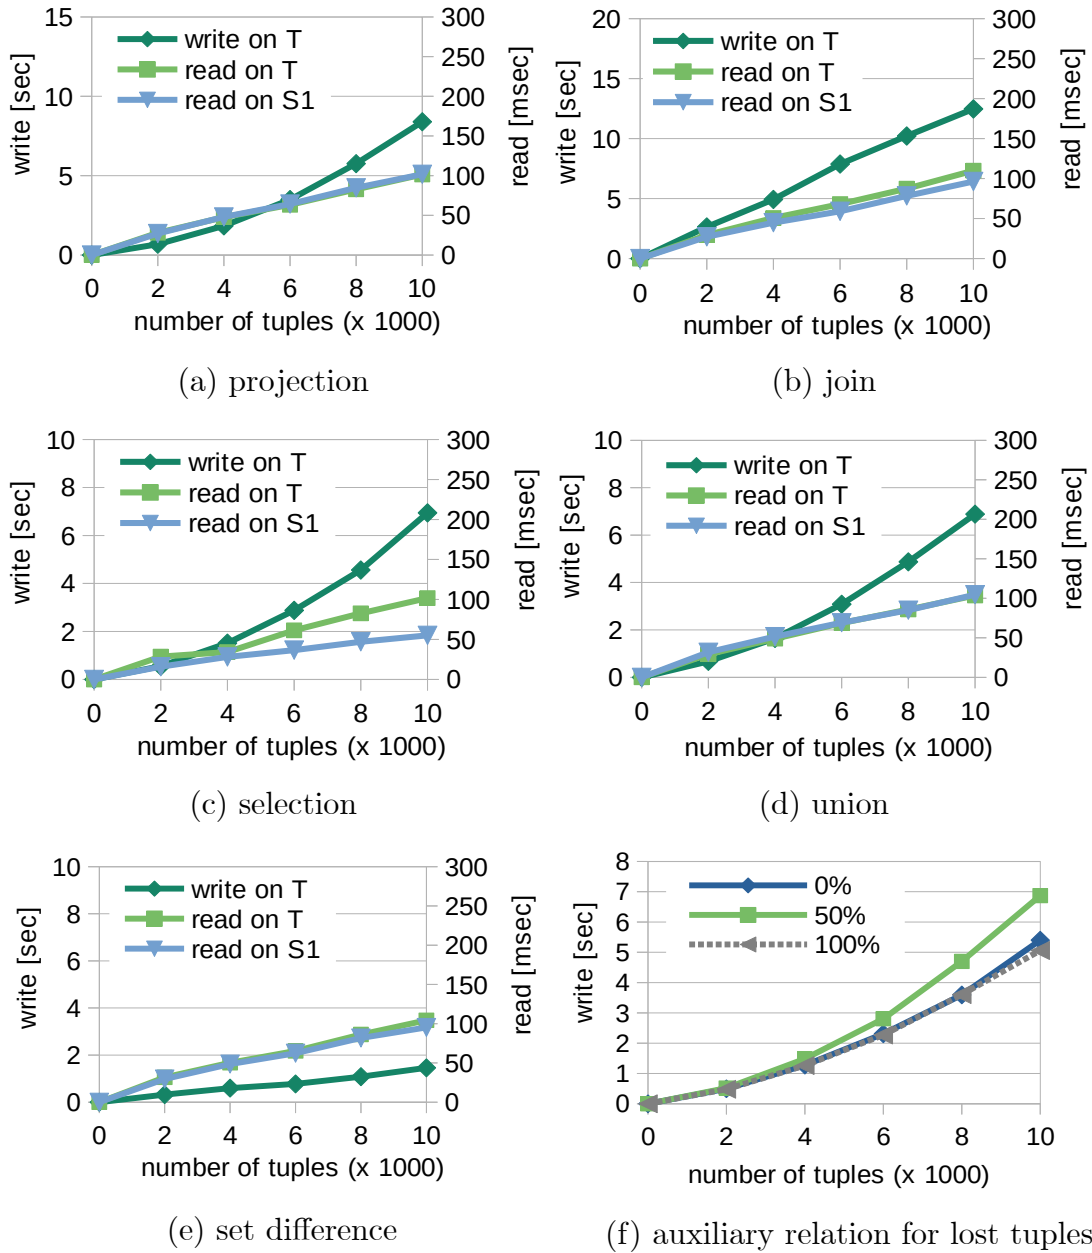 15
10
5
0
write [sec]
write on T
read on T
read on S1
300
250
200
150
100
50
0
read [msec]
0 2 4 6 8 10
number of tuples (x 1000)
(a) projection
20
15
10
5
0
write [sec]
write on T
read on T
read on S1
300
250
200
150
100
50
0
read [msec]
0 2 4 6 8 10
number of tuples (x 1000)
(b) join
10
8
6
4
2
0
write [sec]
write on T
read on T
read on S1
300
250
200
150
100
50
0
read [msec]
0 2 4 6 8 10
number of tuples (x 1000)
(c) selection
10
8
6
4
2
0
write [sec]
write on T
read on T
read on S1
300
250
200
150
100
50
0
read [msec]
0 2 4 6 8 10
number of tuples (x 1000)
(d) union
10
8
6
4
2
0
write [sec]
write on T
read on T
read on S1
300
250
200
150
100
50
0
read [msec]
0 2 4 6 8 10
number of tuples (x 1000)
(e) set difference
8
7
6
5
4
3
2
1
0
write [sec]
0%
50%
100%
0 2 4 6 8 10
number of tuples (x 1000)
(f) auxiliary relation for lost tuples